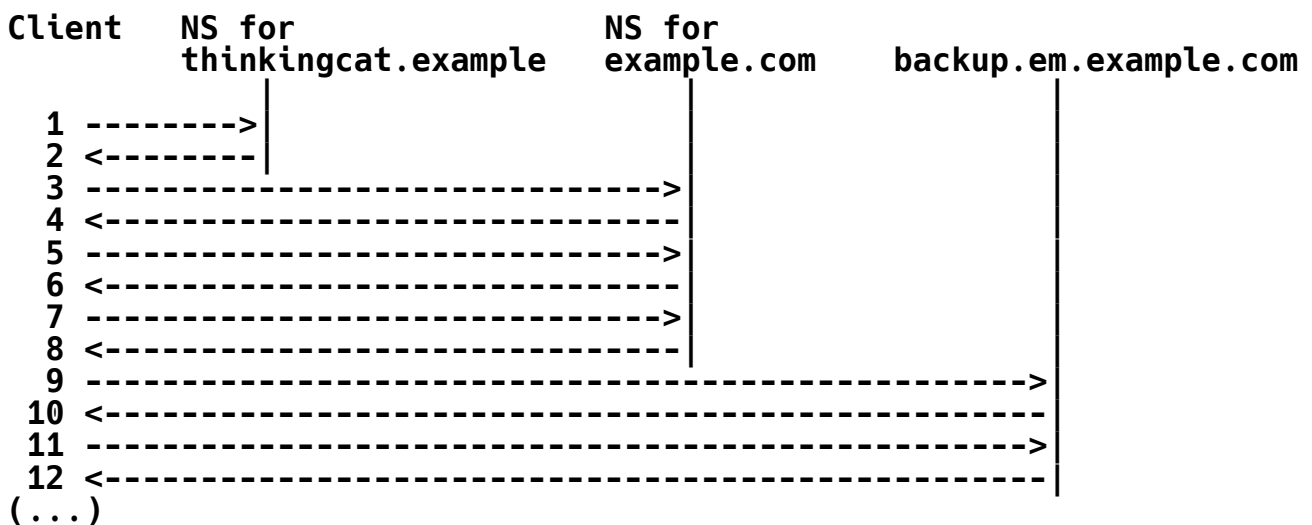 Client   NS for                NS for
         thinkingcat.example   example.com    backup.em.example.com
             |                     |                  |
  1 -------->|                     |                  |
  2 <--------|                     |                  |
  3 ------------------------------>|                  |
  4 <------------------------------|                  |
  5 ------------------------------>|                  |
  6 <------------------------------|                  |
  7 ------------------------------>|                  |
  8 <------------------------------|                  |
  9 ------------------------------------------------->|
 10 <-------------------------------------------------|
 11 ------------------------------------------------->|
 12 <-------------------------------------------------|
(...)